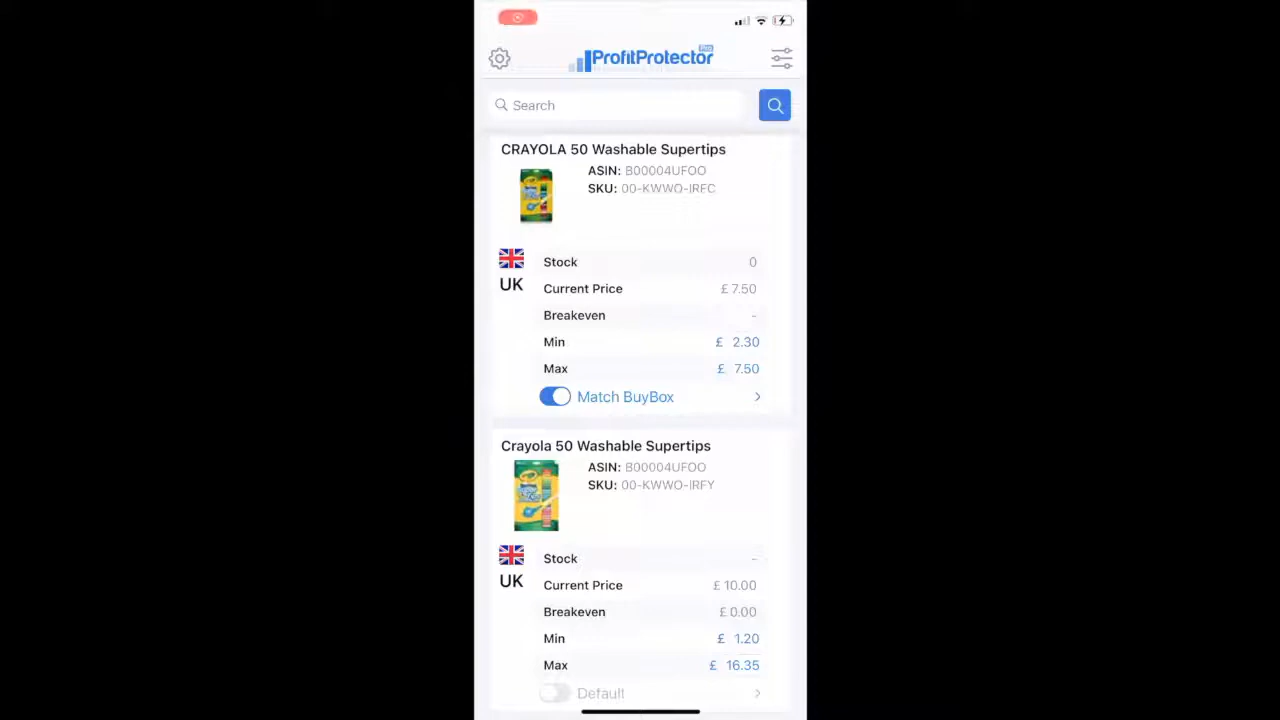 ProfitProtector Pro
Search
CRAYOLA 50 Washable Supertips
ASIN: B00004UFOO
SKU: 00-KWWO-IRFC
UK
Stock 0
Current Price £ 7.50
Breakeven -
Min £ 2.30
Max £ 7.50
Match BuyBox
Crayola 50 Washable Supertips
ASIN: B00004UFOO
SKU: 00-KWWO-IRFY
UK
Stock -
Current Price £ 10.00
Breakeven £ 0.00
Min £ 1.20
Max £ 16.35
Default